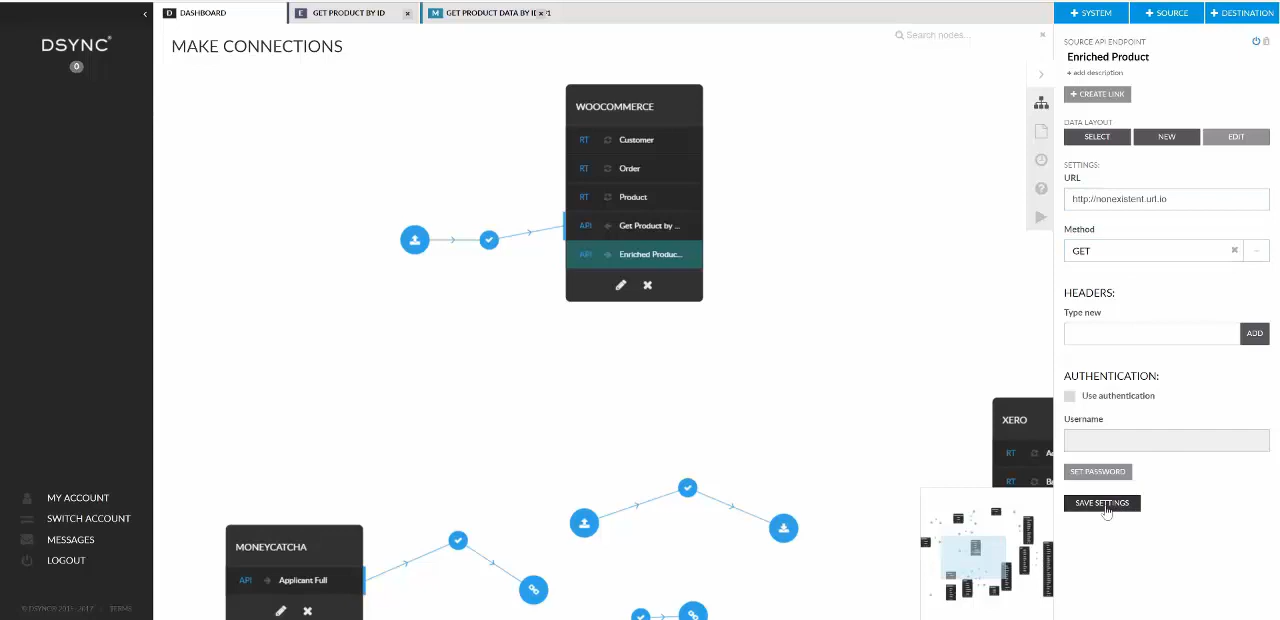 DSYNC
0
MY ACCOUNT
SWITCH ACCOUNT
MESSAGES
LOGOUT
TERMS
D DASHBOARD
E GET PRODUCT BY ID
M GET PRODUCT DATA BY ID
MAKE CONNECTIONS
Search nodes...
WOOCOMMERCE
RT Customer
RT Order
RT Product
API Get Product by ...
API Enriched Produc...
MONEYCATCHA
API Applicant Full
XERO
RT
RT
+ SYSTEM
+ SOURCE
+ DESTINATION
SOURCE API ENDPOINT
Enriched Product
+ add description
+ CREATE LINK
DATA LAYOUT
SELECT
NEW
EDIT
SETTINGS:
URL
http://nonexistent.url.io
Method
GET
HEADERS:
Type new
ADD
AUTHENTICATION:
Use authentication
Username
SET PASSWORD
SAVE SETTINGS